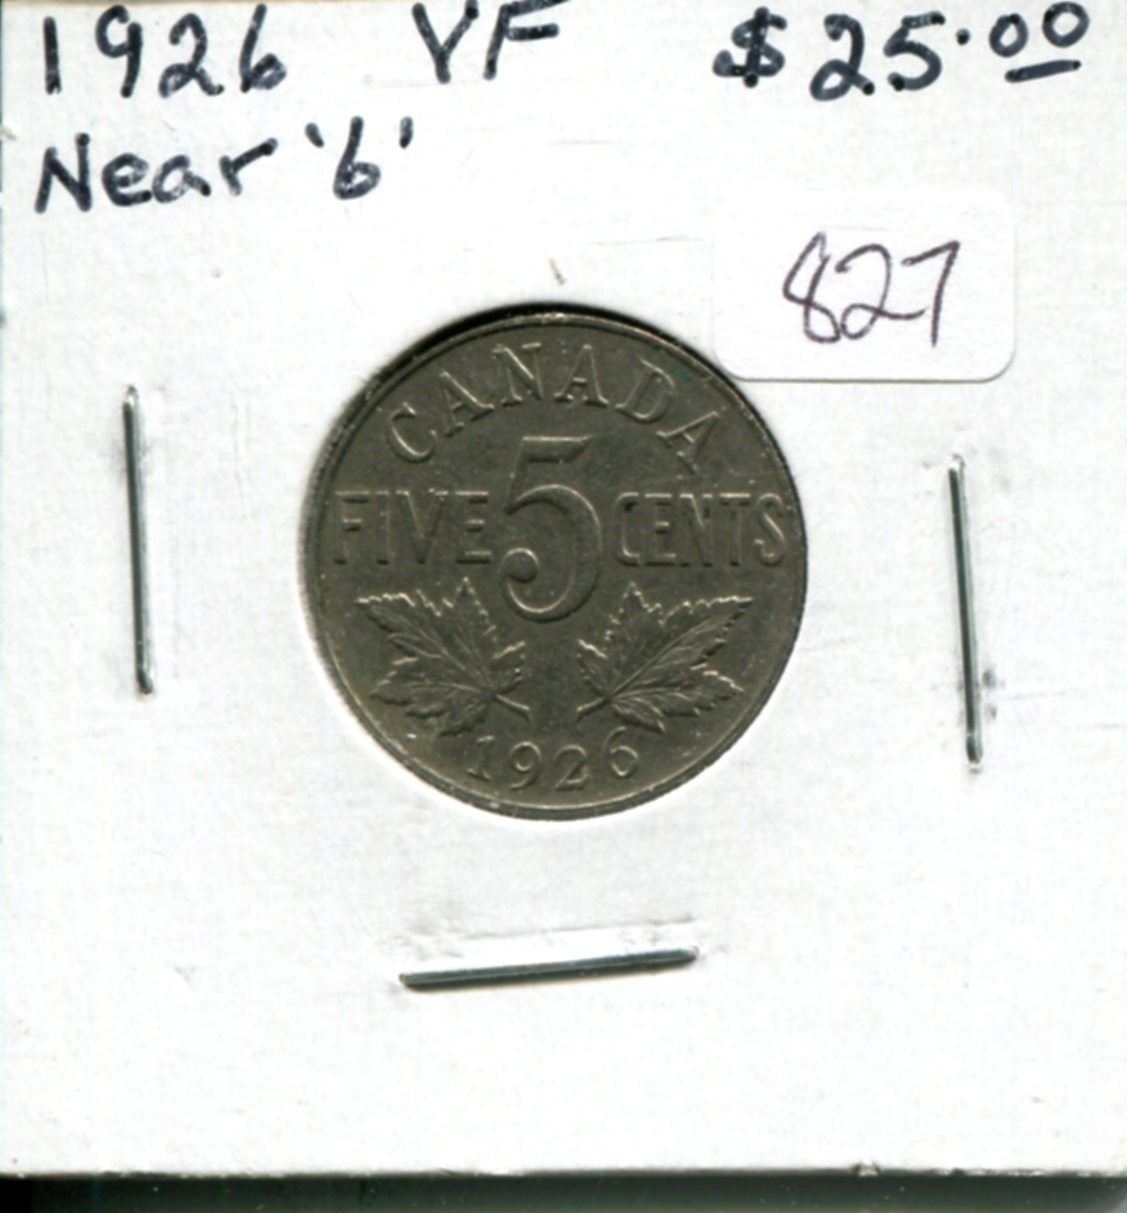 1926 VF $25.00
Near '6'
827
CANADA
FIVE 5 CENTS
1926